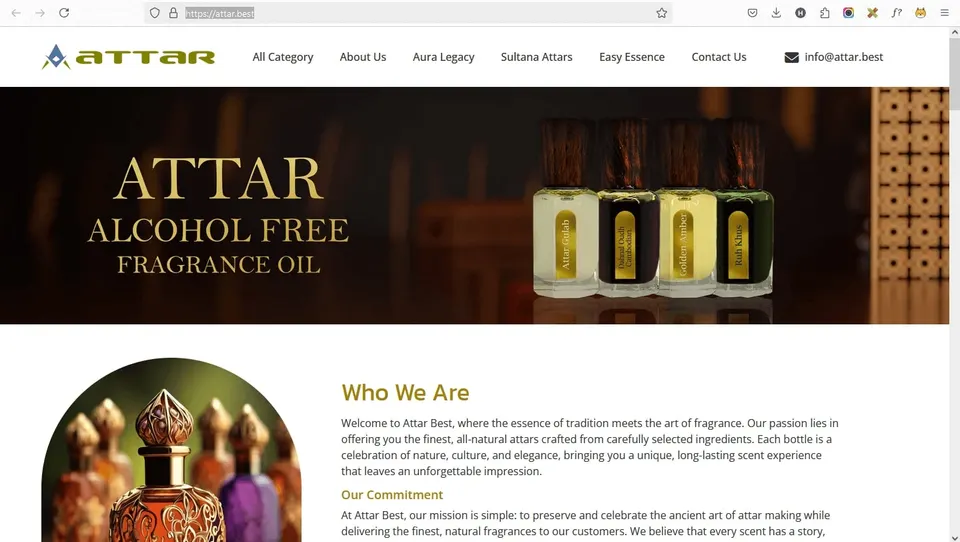 https://attar.best
ATTAR
All Category
About Us
Aura Legacy
Sultana Attars
Easy Essence
Contact Us
info@attar.best
ATTAR
ALCOHOL FREE
FRAGRANCE OIL
Attar Gulab
Dahnal Oudh
Cambodian
Golden Amber
Ruh Khus
Who We Are
Welcome to Attar Best, where the essence of tradition meets the art of fragrance. Our passion lies in
offering you the finest, all-natural attars crafted from carefully selected ingredients. Each bottle is a
celebration of nature, culture, and elegance, bringing you a unique, long-lasting scent experience
that leaves an unforgettable impression.
Our Commitment
At Attar Best, our mission is simple: to preserve and celebrate the ancient art of attar making while
delivering the finest, natural fragrances to our customers. We believe that every scent has a story,